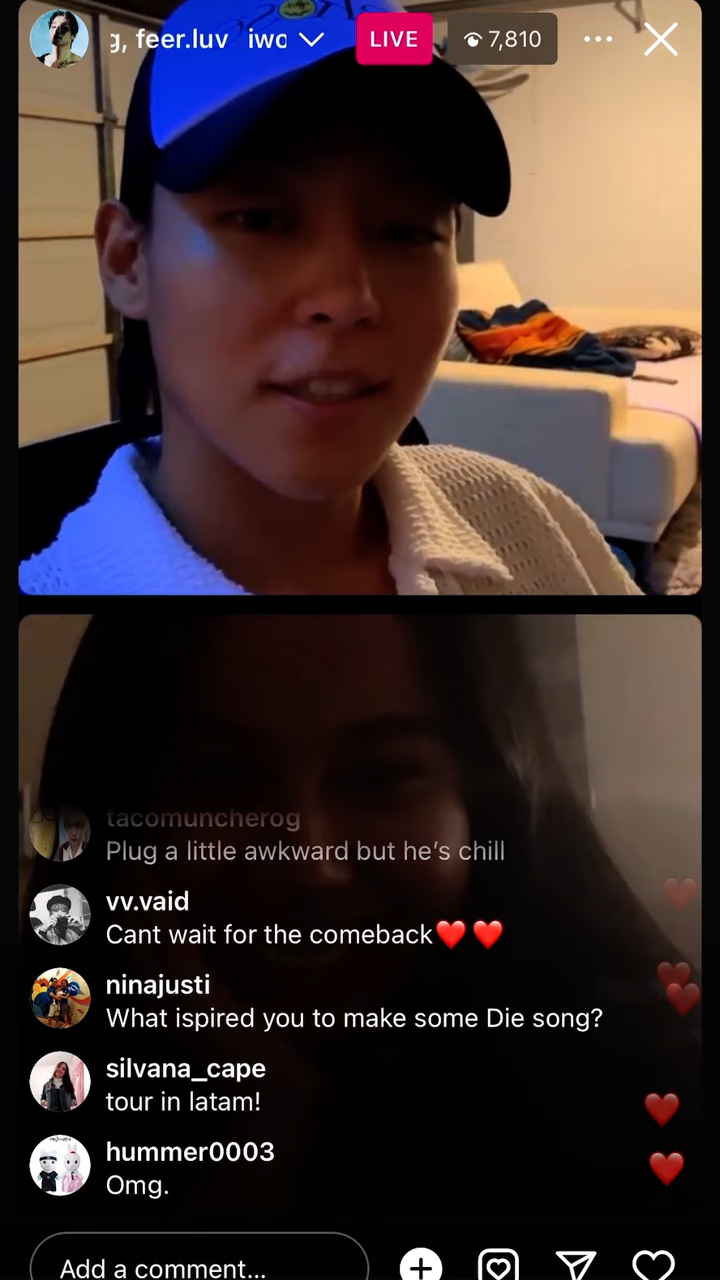 g, feer.luv iwo
LIVE
7,810
tacomuncherog
Plug a little awkward but he’s chill
vv.vaid
Cant wait for the comeback❤️ ❤️
ninajusti
What ispired you to make some Die song?
silvana_cape
tour in latam!
hummer0003
Omg.
Add a comment...